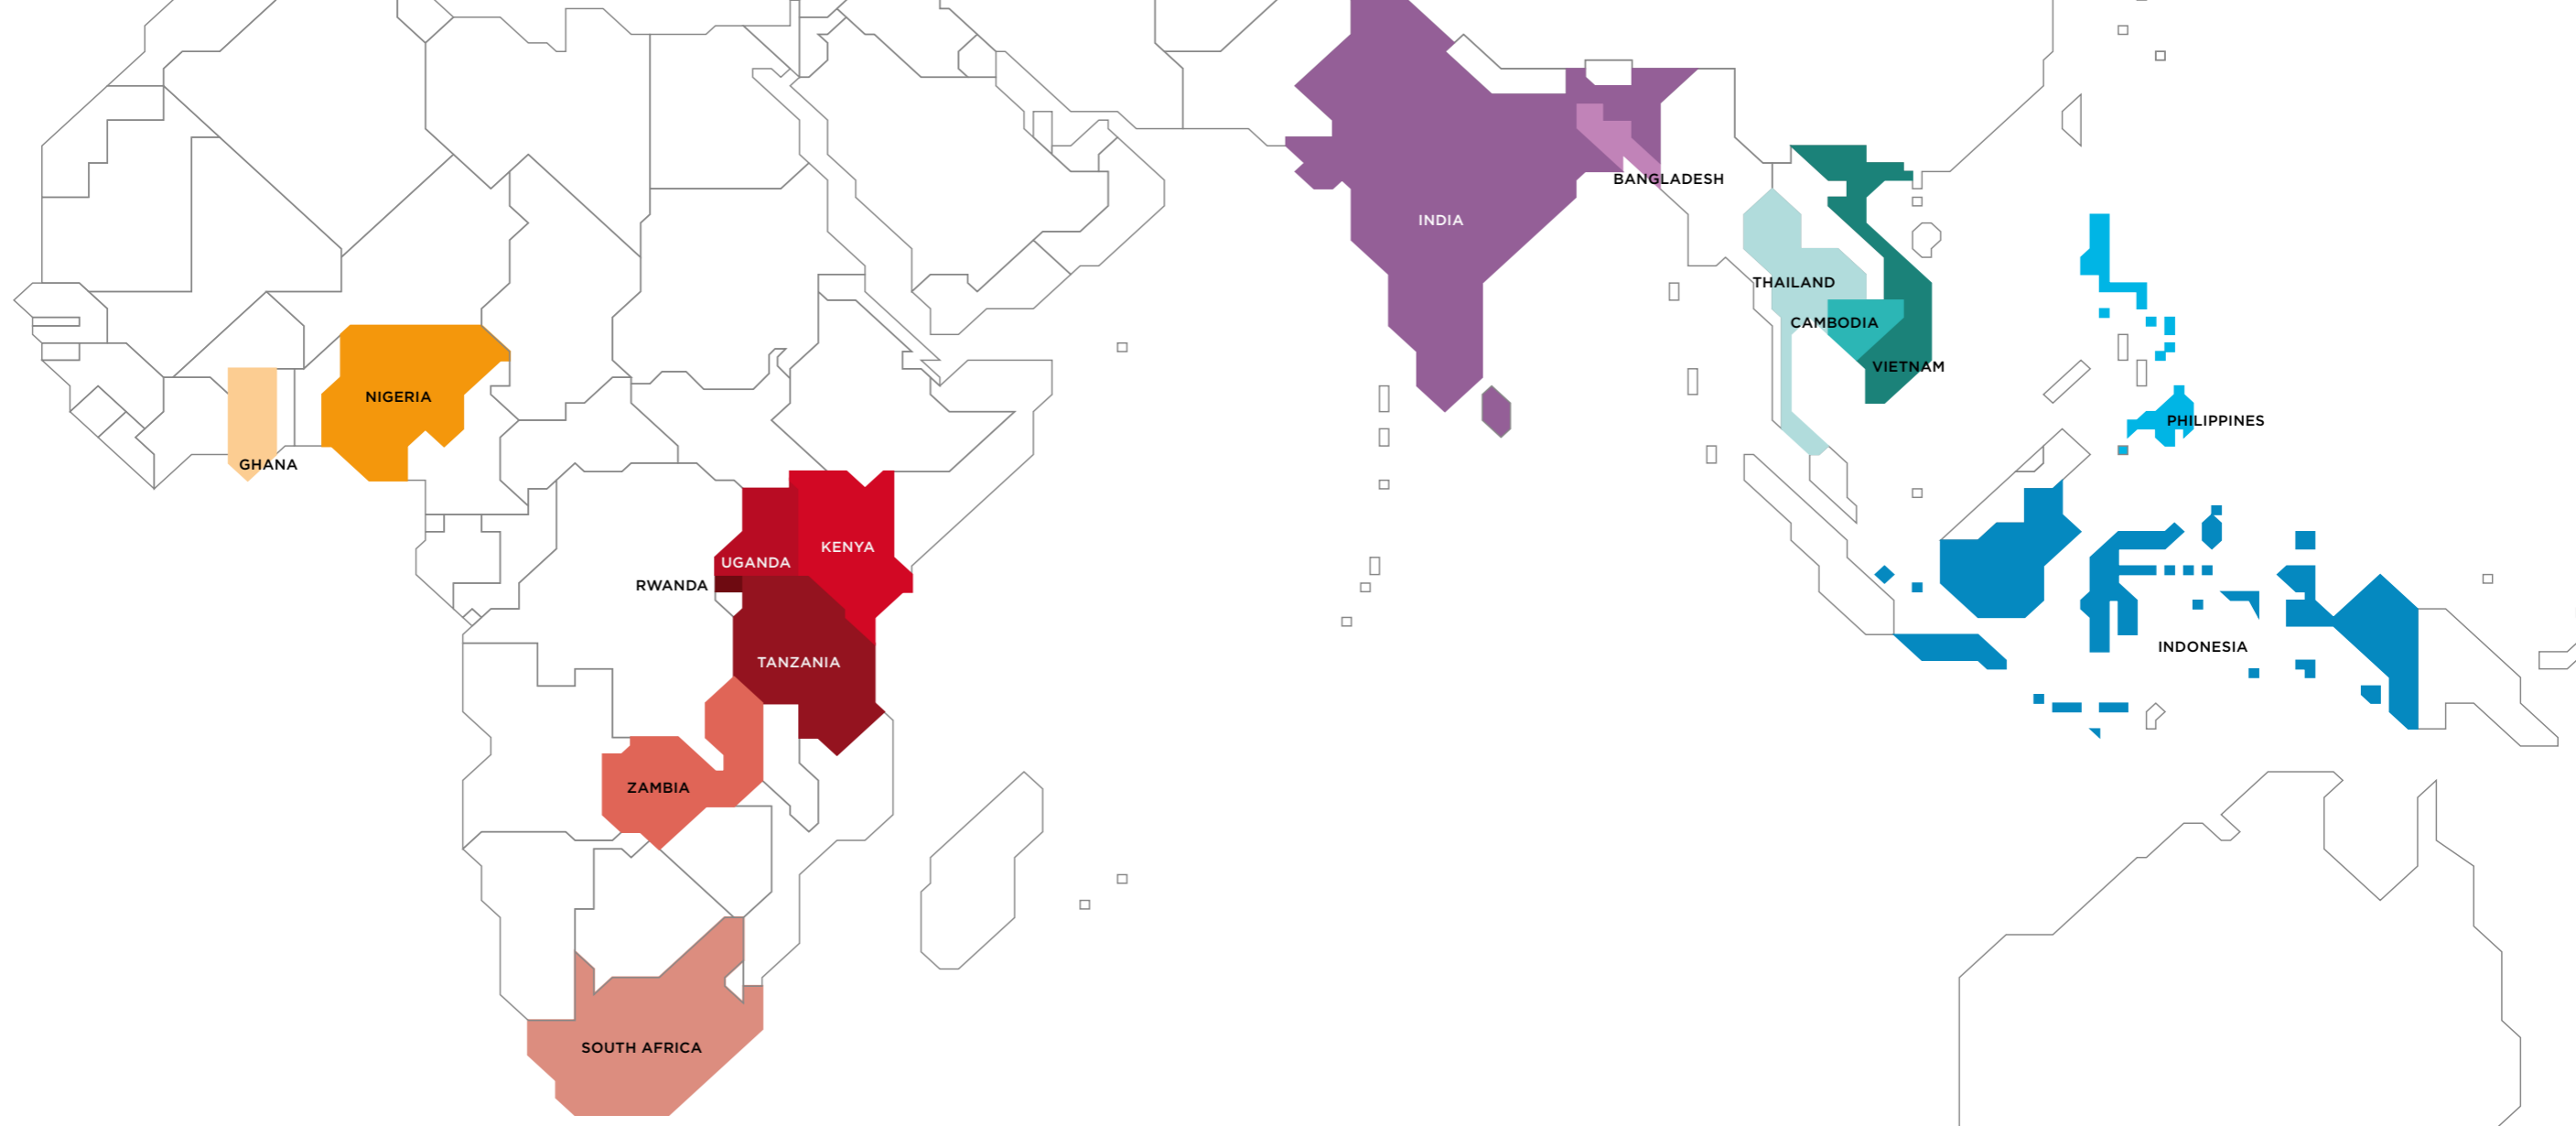 BANGLADESH
INDIA
THAILAND
CAMBODIA
VIETNAM
NIGERIA
PHILIPPINES
GHANA
KENYA
UGANDA
RWANDA
INDONESIA
TANZANIA
ZAMBIA
SOUTH AFRICA